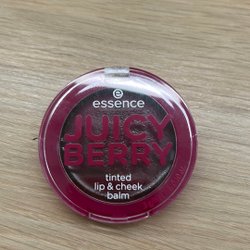 essence
JUICY
BERRY
tinted
lip & cheek
balm